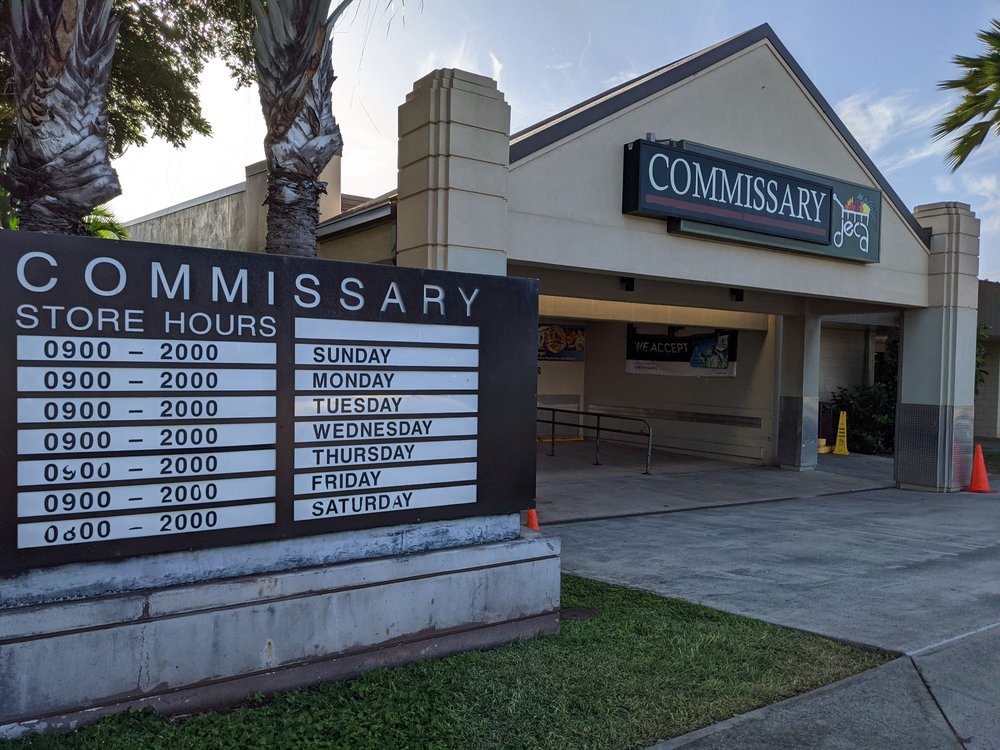 COMMISSARY
STORE HOURS
0900 – 2000 SUNDAY
0900 – 2000 MONDAY
0900 – 2000 TUESDAY
0900 – 2000 WEDNESDAY
0900 – 2000 THURSDAY
0900 – 2000 FRIDAY
0800 – 2000 SATURDAY
COMMISSARY
deca
WE ACCEPT